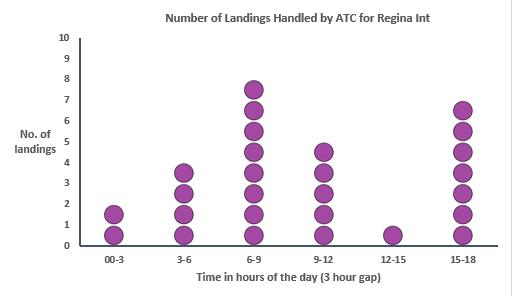 Number of Landings Handled by ATC for Regina Int
10
9
8
7
6
5
4
3
2
1
0
No. of
landings
00-3 3-6 6-9 9-12 12-15 15-18
Time in hours of the day (3 hour gap)